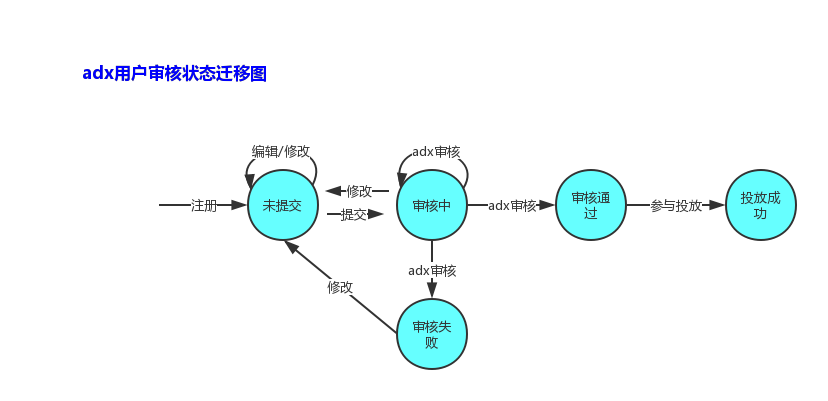 adx用户审核状态迁移图
编辑/修改
adx审核
注册
未提交
修改
提交
审核中
adx审核
审核通
过
参与投放
投放成
功
adx审核
修改
审核失
败